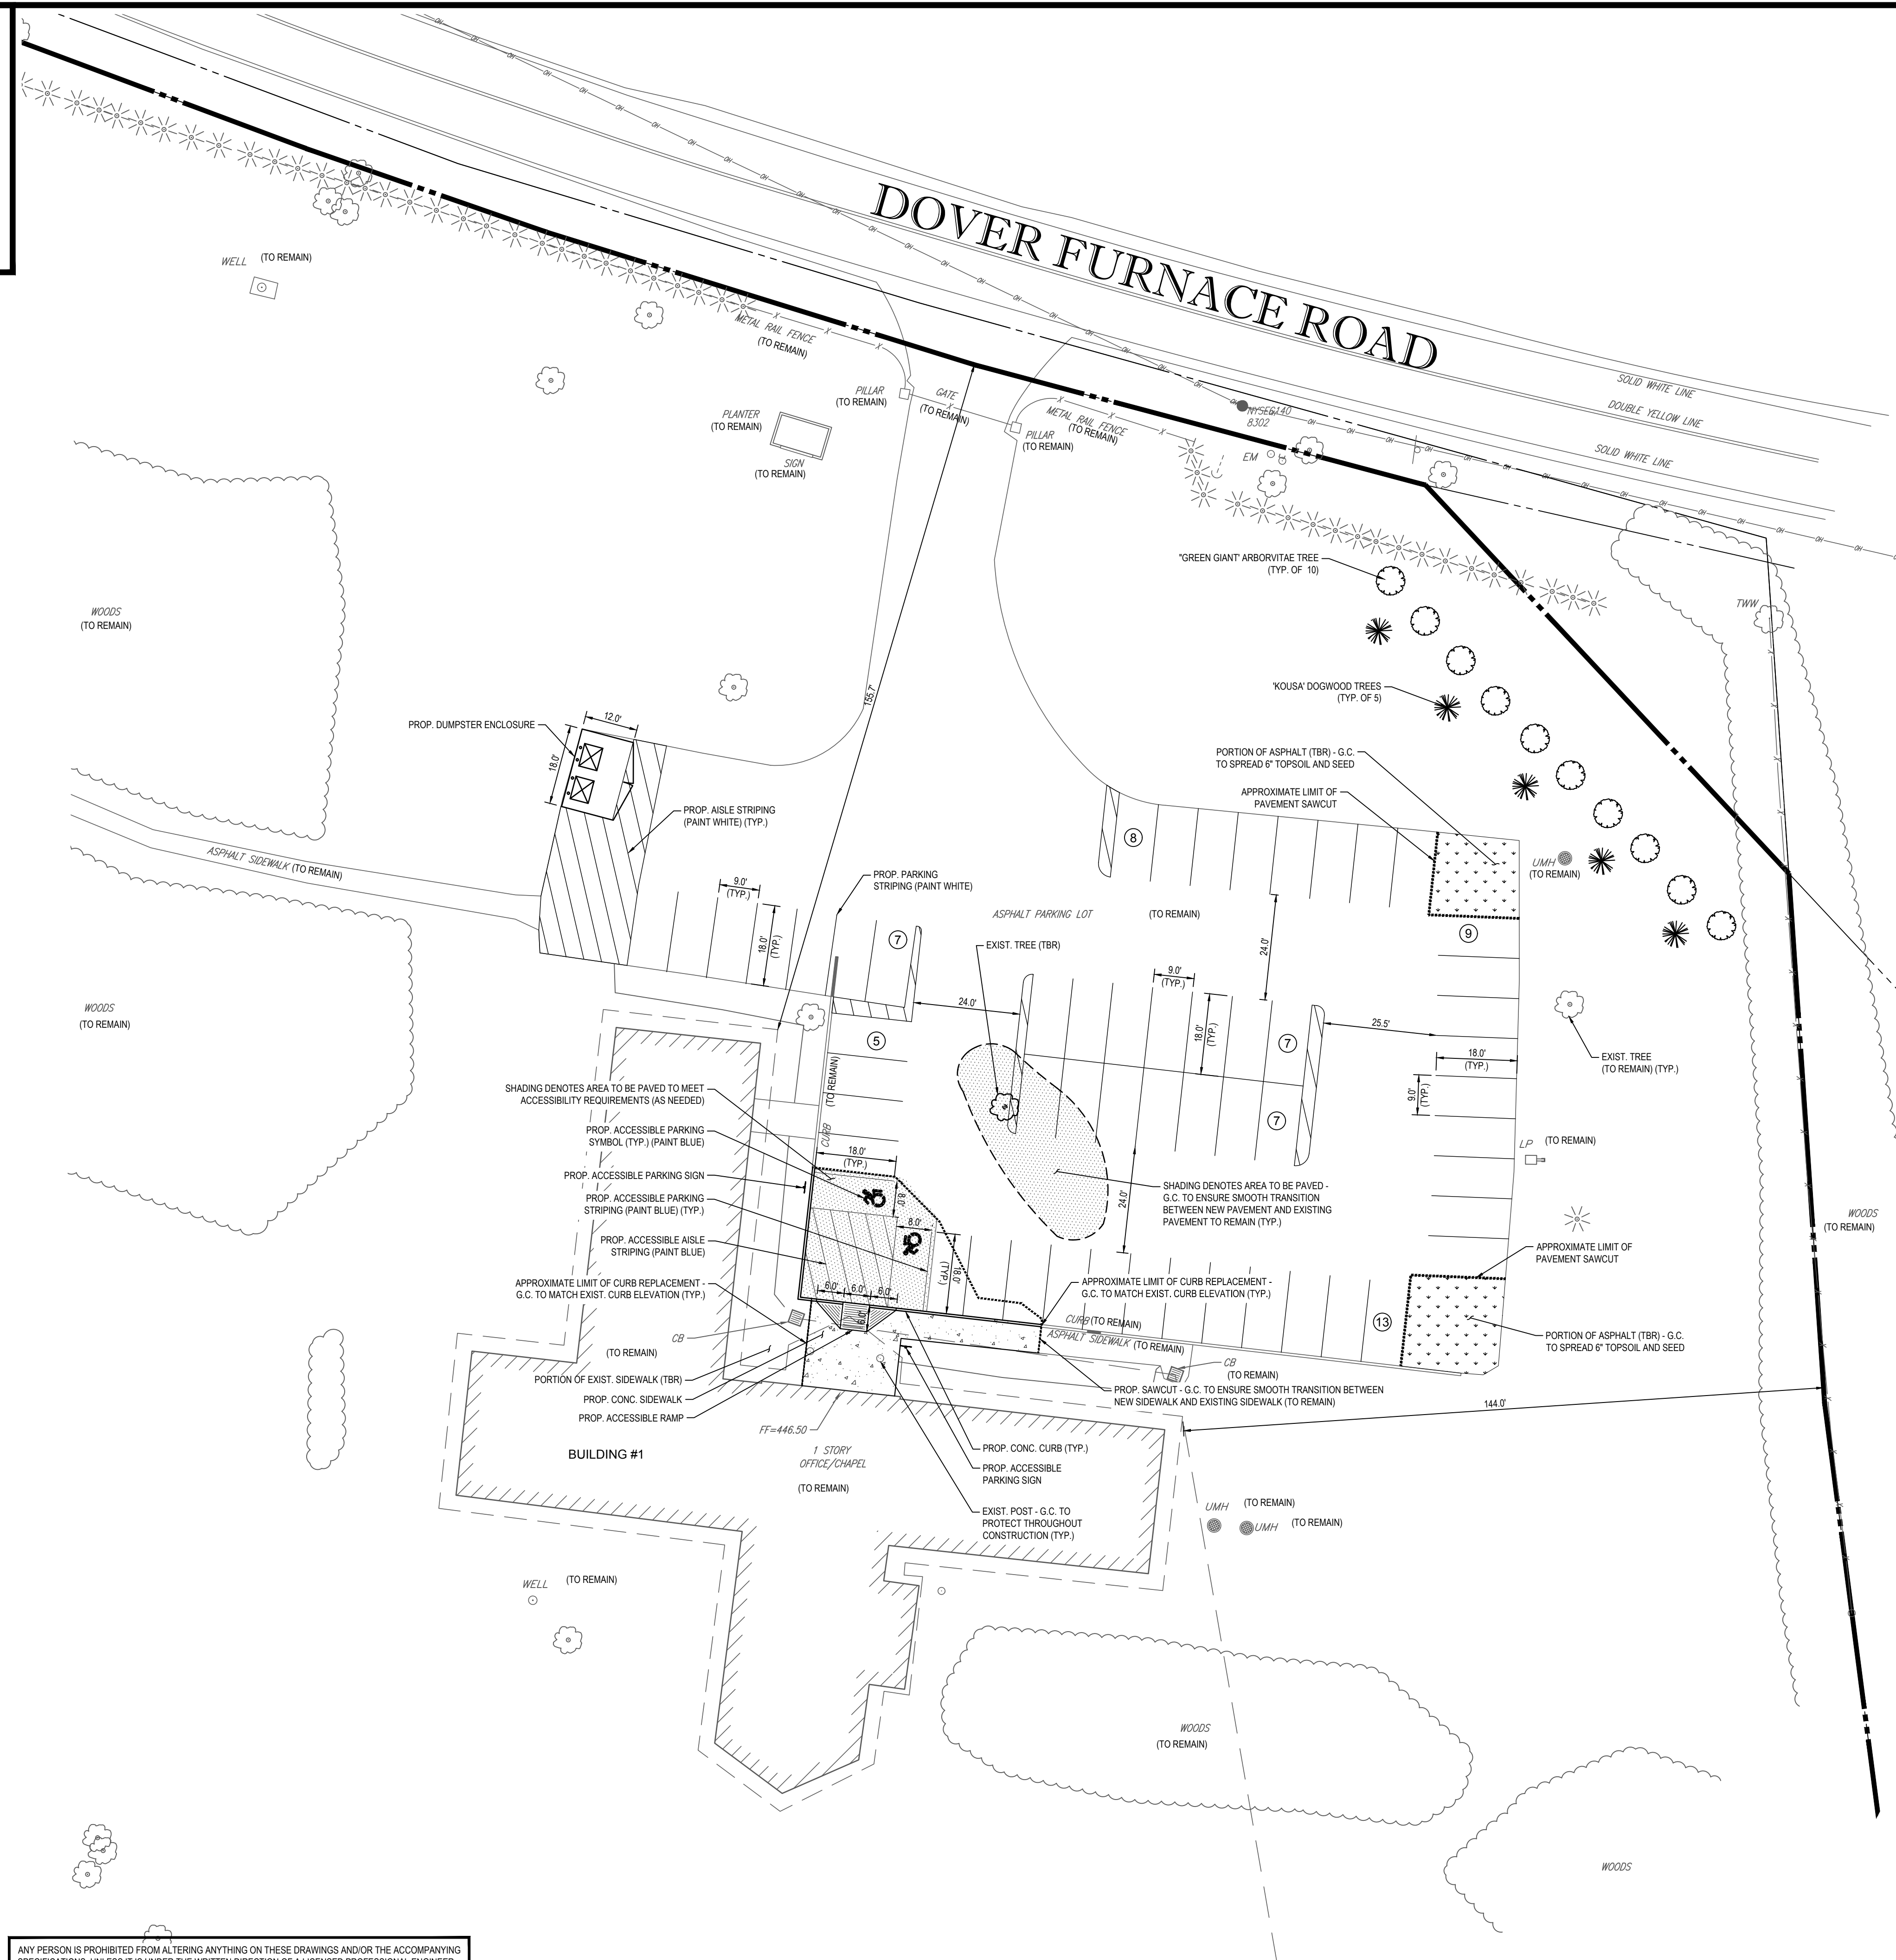 DOVER FURNACE ROAD
SOLID WHITE LINE
DOUBLE YELLOW LINE
SOLID WHITE LINE
WELL (TO REMAIN)
METAL RAIL FENCE
(TO REMAIN)
PILLAR
(TO REMAIN)
GATE
(TO REMAIN)
PLANTER
(TO REMAIN)
SIGN
(TO REMAIN)
PILLAR
(TO REMAIN)
METAL RAIL FENCE
(TO REMAIN)
NYSEG140
8302
EM
"GREEN GIANT' ARBORVITAE TREE
(TYP. OF 10)
TWW
WOODS
(TO REMAIN)
'KOUSA' DOGWOOD TREES
(TYP. OF 5)
155.7'
PROP. DUMPSTER ENCLOSURE
12.0'
18.0'
PROP. AISLE STRIPING
(PAINT WHITE) (TYP.)
PORTION OF ASPHALT (TBR) - G.C.
TO SPREAD 6" TOPSOIL AND SEED
APPROXIMATE LIMIT OF
PAVEMENT SAWCUT
8
UMH
(TO REMAIN)
ASPHALT SIDEWALK (TO REMAIN)
9.0'
(TYP.)
18.0'
(TYP.)
PROP. PARKING
STRIPING (PAINT WHITE)
ASPHALT PARKING LOT (TO REMAIN)
7
EXIST. TREE (TBR)
24.0'
9
9.0'
(TYP.)
18.0'
(TYP.)
24.0'
25.5'
WOODS
(TO REMAIN)
5
7
18.0'
(TYP.)
9.0'
(TYP.)
EXIST. TREE
(TO REMAIN) (TYP.)
SHADING DENOTES AREA TO BE PAVED TO MEET
ACCESSIBILITY REQUIREMENTS (AS NEEDED)
CURB
(TO REMAIN)
7
PROP. ACCESSIBLE PARKING
SYMBOL (TYP.) (PAINT BLUE)
LP (TO REMAIN)
18.0'
(TYP.)
PROP. ACCESSIBLE PARKING SIGN
8.0'
PROP. ACCESSIBLE PARKING
STRIPING (PAINT BLUE) (TYP.)
8.0'
24.0'
SHADING DENOTES AREA TO BE PAVED -
G.C. TO ENSURE SMOOTH TRANSITION
BETWEEN NEW PAVEMENT AND EXISTING
PAVEMENT TO REMAIN (TYP.)
WOODS
(TO REMAIN)
PROP. ACCESSIBLE AISLE
STRIPING (PAINT BLUE)
18.0'
(TYP.)
APPROXIMATE LIMIT OF
PAVEMENT SAWCUT
APPROXIMATE LIMIT OF CURB REPLACEMENT -
G.C. TO MATCH EXIST. CURB ELEVATION (TYP.)
6.0' 6.0' 6.0'
6.0'
APPROXIMATE LIMIT OF CURB REPLACEMENT -
G.C. TO MATCH EXIST. CURB ELEVATION (TYP.)
CURB (TO REMAIN)
ASPHALT SIDEWALK (TO REMAIN)
13
PORTION OF ASPHALT (TBR) - G.C.
TO SPREAD 6" TOPSOIL AND SEED
CB
(TO REMAIN)
CB
(TO REMAIN)
PORTION OF EXIST. SIDEWALK (TBR)
PROP. CONC. SIDEWALK
PROP. ACCESSIBLE RAMP
PROP. SAWCUT - G.C. TO ENSURE SMOOTH TRANSITION BETWEEN
NEW SIDEWALK AND EXISTING SIDEWALK (TO REMAIN)
144.0'
FF=446.50
BUILDING #1
1 STORY
OFFICE/CHAPEL
(TO REMAIN)
PROP. CONC. CURB (TYP.)
PROP. ACCESSIBLE
PARKING SIGN
EXIST. POST - G.C. TO
PROTECT THROUGHOUT
CONSTRUCTION (TYP.)
UMH (TO REMAIN)
UMH (TO REMAIN)
WELL (TO REMAIN)
WOODS
(TO REMAIN)
WOODS
ANY PERSON IS PROHIBITED FROM ALTERING ANYTHING ON THESE DRAWINGS AND/OR THE ACCOMPANYING